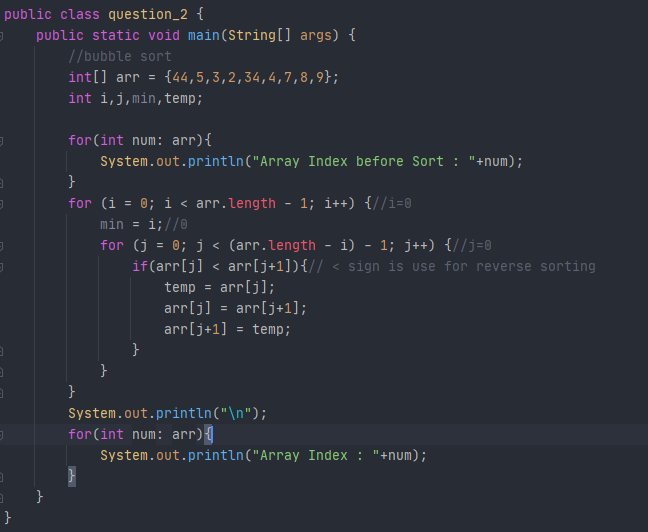 public class question_2 {
    public static void main(String[] args) {
        //bubble sort
        int[] arr = {44,5,3,2,34,4,7,8,9};
        int i,j,min,temp;

        for(int num: arr){
            System.out.println("Array Index before Sort : "+num);
        }
        for (i = 0; i < arr.length - 1; i++) {//i=0
            min = i;//0
            for (j = 0; j < (arr.length - i) - 1; j++) {//j=0
                if(arr[j] < arr[j+1]){// < sign is use for reverse sorting
                    temp = arr[j];
                    arr[j] = arr[j+1];
                    arr[j+1] = temp;
                }
            }
        }
        System.out.println("\n");
        for(int num: arr){
            System.out.println("Array Index : "+num);
        }
    }
}